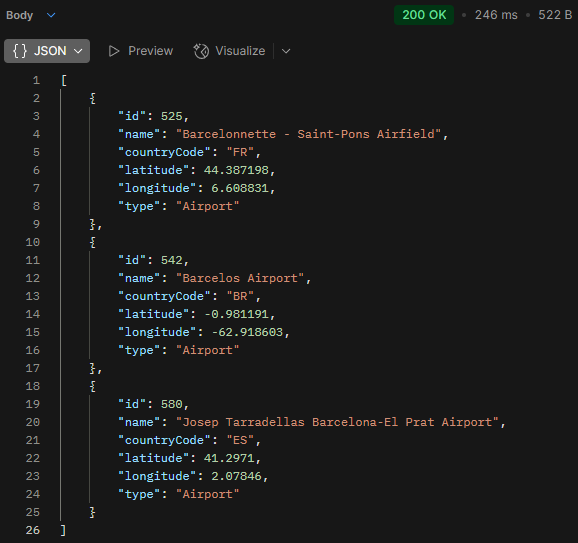 Body 200 OK • 246 ms • 522 B
{} JSON Preview Visualize
1 [
2 {
3 "id": 525,
4 "name": "Barcelonnette - Saint-Pons Airfield",
5 "countryCode": "FR",
6 "latitude": 44.387198,
7 "longitude": 6.608831,
8 "type": "Airport"
9 },
10 {
11 "id": 542,
12 "name": "Barcelos Airport",
13 "countryCode": "BR",
14 "latitude": -0.981191,
15 "longitude": -62.918603,
16 "type": "Airport"
17 },
18 {
19 "id": 580,
20 "name": "Josep Tarradellas Barcelona-El Prat Airport",
21 "countryCode": "ES",
22 "latitude": 41.2971,
23 "longitude": 2.07846,
24 "type": "Airport"
25 }
26 ]